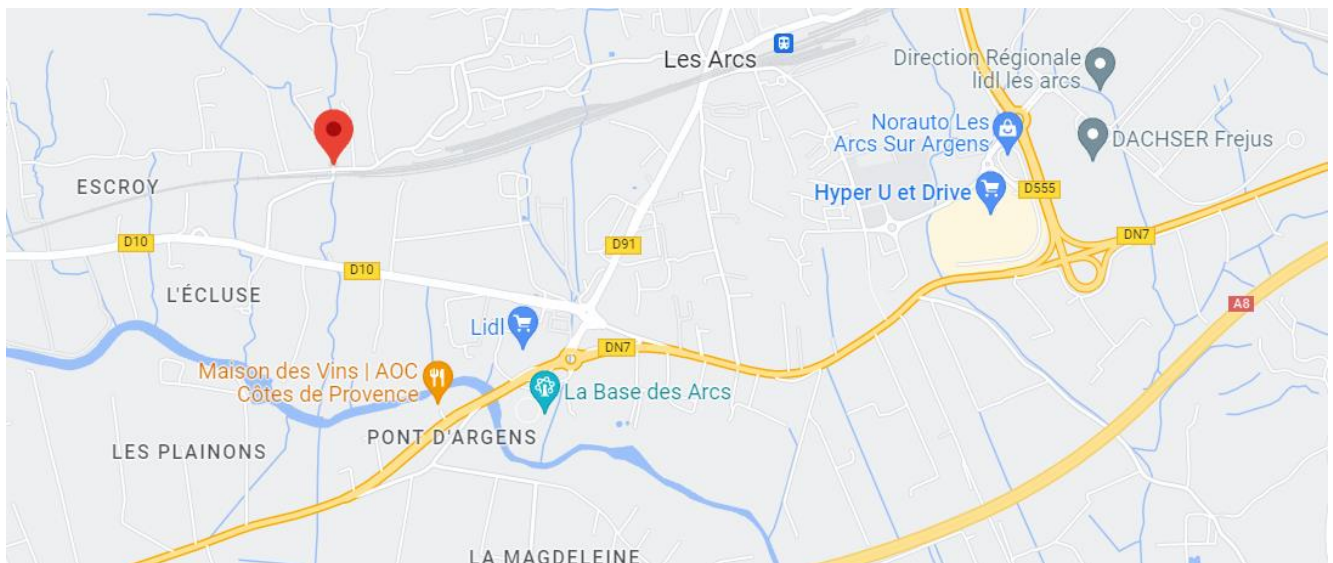 Les Arcs
Direction Régionale
lidl les arcs
Norauto Les
Arcs Sur Argens
DACHSER Frejus
ESCROY
Hyper U et Drive
D555
D10
D91
DN7
D10
L'ÉCLUSE
A8
Lidl
DN7
Maison des Vins | AOC
Côtes de Provence
La Base des Arcs
PONT D'ARGENS
LES PLAINONS
LA MAGDELEINE